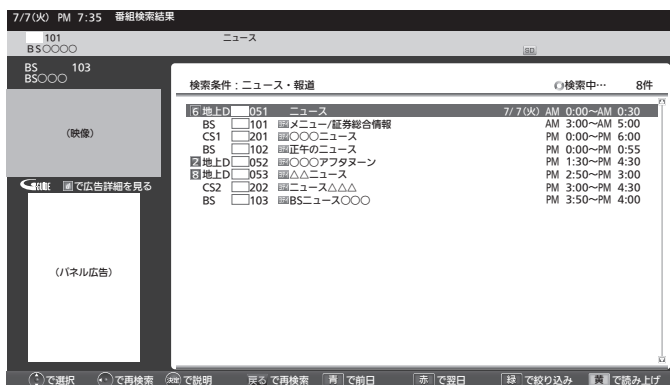 7/7(火) PM 7:35 番組検索結果
101 ニュース
BS○○○○ SD
BS 103
BS○○○
検索条件：ニュース・報道 検索中… 8件
(映像)
6 地上D 051 ニュース 7/7(火) AM 0:00～AM 0:30
BS 101 メニュー/証券総合情報 AM 3:00～AM 5:00
CS1 201 ○○○ニュース PM 0:00～PM 6:00
BS 102 正午のニュース PM 0:00～PM 0:55
7 地上D 052 ○○○アフタヌーン PM 1:30～PM 4:30
8 地上D 053 △△ニュース PM 2:50～PM 3:00
CS2 202 ニュース△△△ PM 3:00～PM 4:30
BS 103 BSニュース○○○ PM 3:50～PM 4:00
G-GUIDE で広告詳細を見る
(パネル広告)
で選択 で再検索 決定 で説明 戻る で再検索 青 で前日 赤 で翌日 緑 で絞り込み 黄 で読み上げ